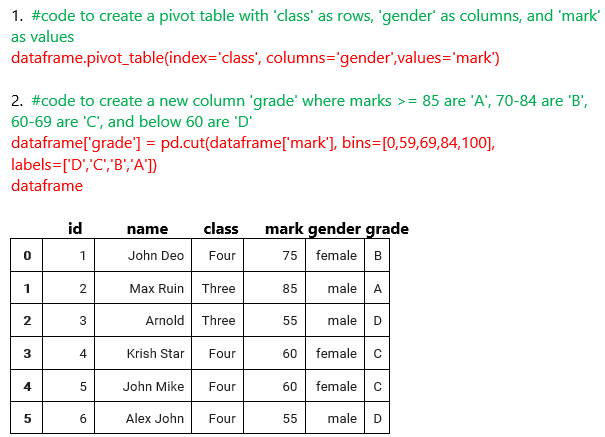 1. #code to create a pivot table with 'class' as rows, 'gender' as columns, and 'mark'
as values
dataframe.pivot_table(index='class', columns='gender',values='mark')
2. #code to create a new column 'grade' where marks >= 85 are 'A', 70-84 are 'B',
60-69 are 'C', and below 60 are 'D'
dataframe['grade'] = pd.cut(dataframe['mark'], bins=[0,59,69,84,100],
labels=['D','C','B','A'])
dataframe
id name class mark gender grade
0 1 John Deo Four 75 female B
1 2 Max Ruin Three 85 male A
2 3 Arnold Three 55 male D
3 4 Krish Star Four 60 female C
4 5 John Mike Four 60 female C
5 6 Alex John Four 55 male D